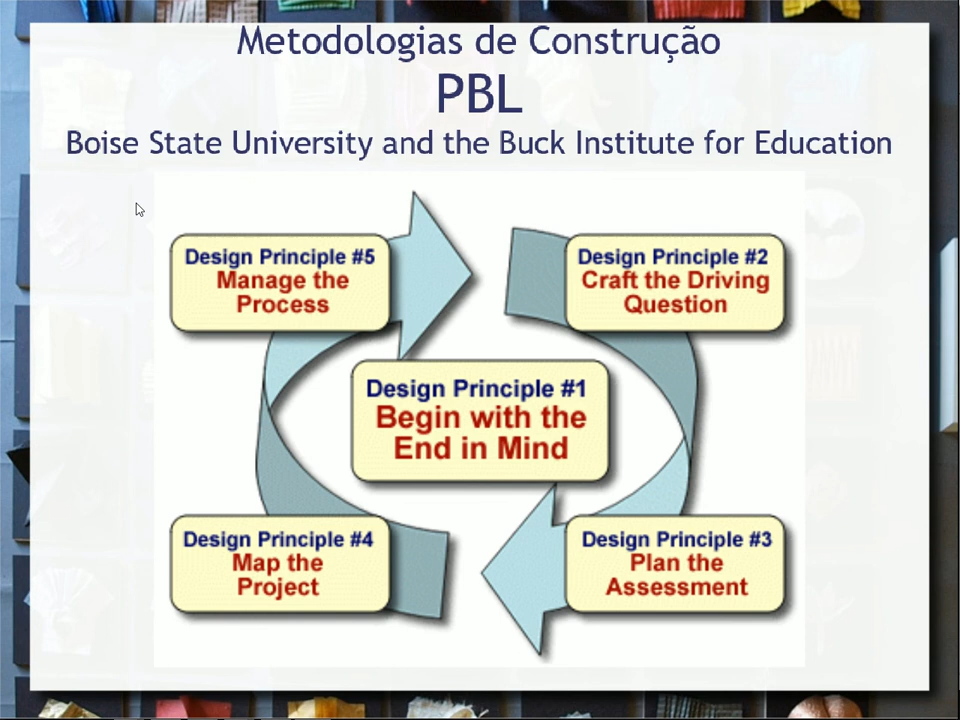 Metodologias de Construção
PBL
Boise State University and the Buck Institute for Education
Design Principle #5
Manage the
Process
Design Principle #2
Craft the Driving
Question
Design Principle #1
Begin with the
End in Mind
Design Principle #4
Map the
Project
Design Principle #3
Plan the
Assessment